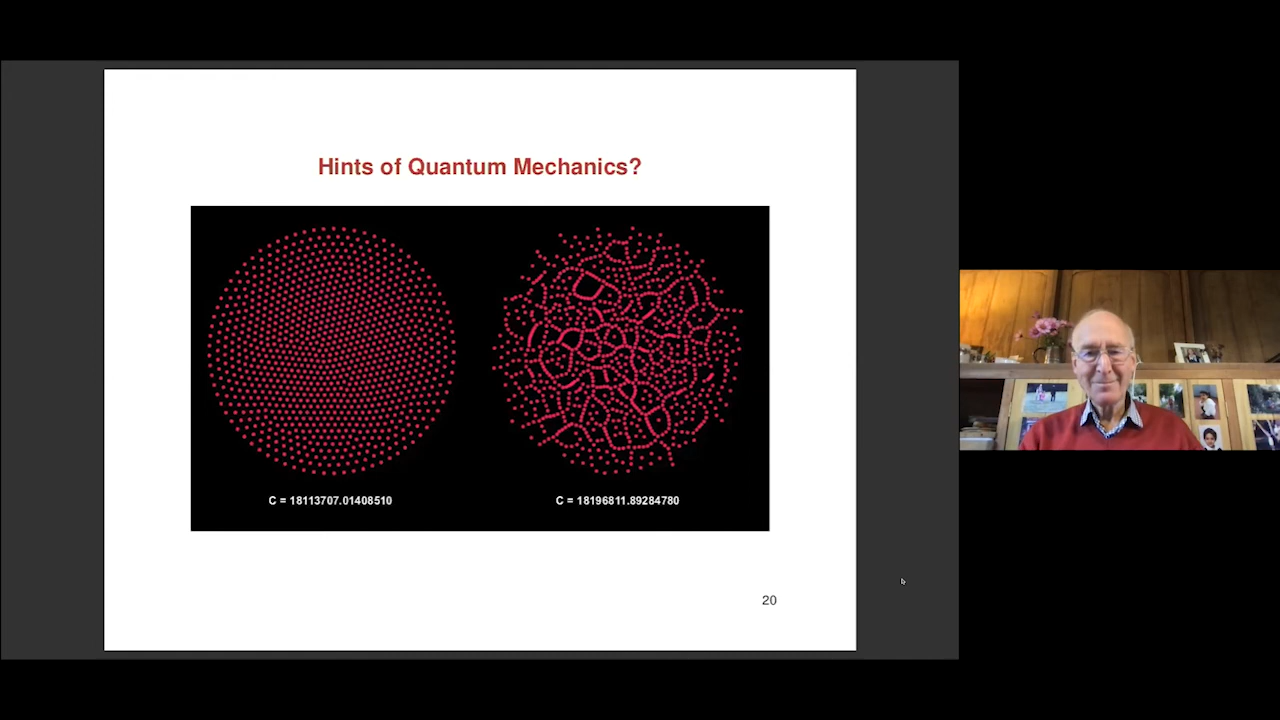 Hints of Quantum Mechanics?
C = 18113707.01408510
C = 18196811.89284780
20